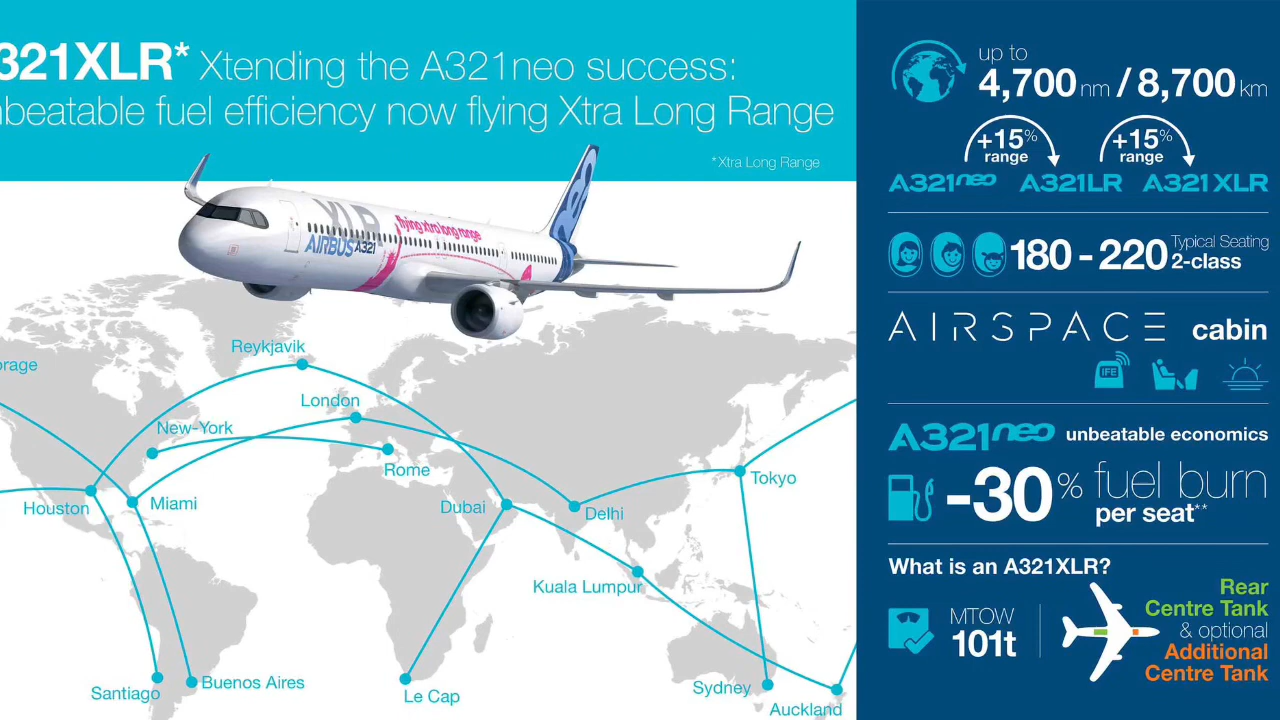 321XLR* Xtending the A321neo success:
nbeatable fuel efficiency now flying Xtra Long Range
*Xtra Long Range
XLR
flying xtra long range
AIRBUS A321
orage
Reykjavik
London
New-York
Rome
Houston
Miami
Dubai
Delhi
Tokyo
Kuala Lumpur
Santiago
Buenos Aires
Le Cap
Sydney
Auckland
up to
4,700 nm / 8,700 km
+15% range
+15% range
A321neo A321LR A321XLR
180 - 220 Typical Seating
2-class
AIRSPACE cabin
IFE
A321neo unbeatable economics
-30% fuel burn
per seat**
What is an A321XLR?
MTOW
101t
Rear
Centre Tank
& optional
Additional
Centre Tank